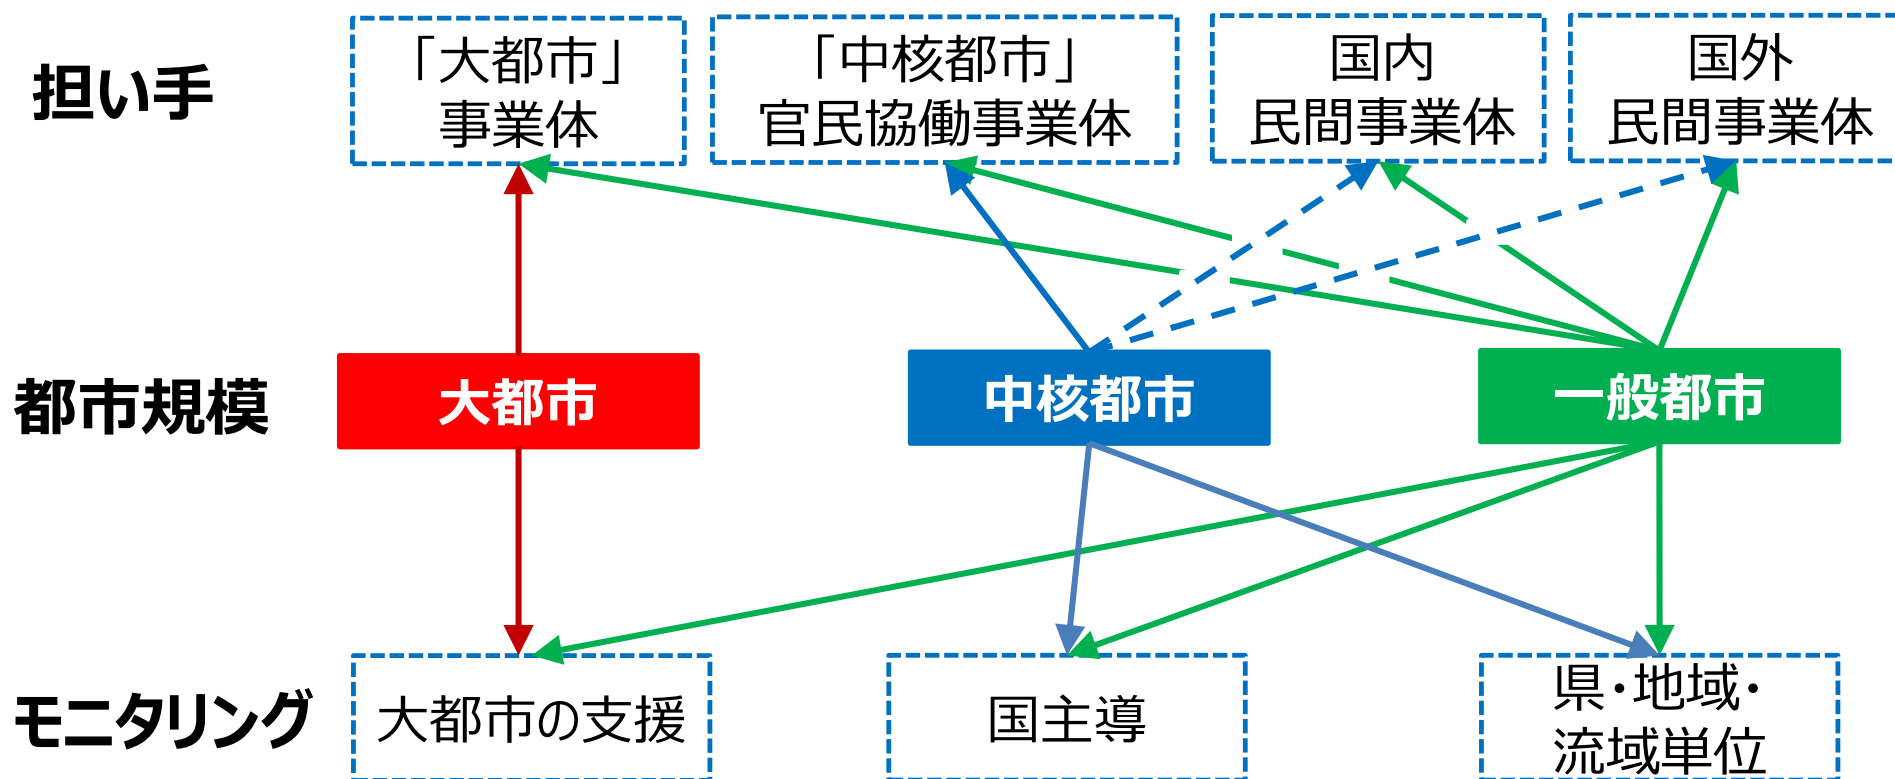 担い手
「大都市」
事業体
「中核都市」
官民協働事業体
国内
民間事業体
国外
民間事業体
都市規模
大都市
中核都市
一般都市
モニタリング
大都市の支援
国主導
県・地域・
流域単位